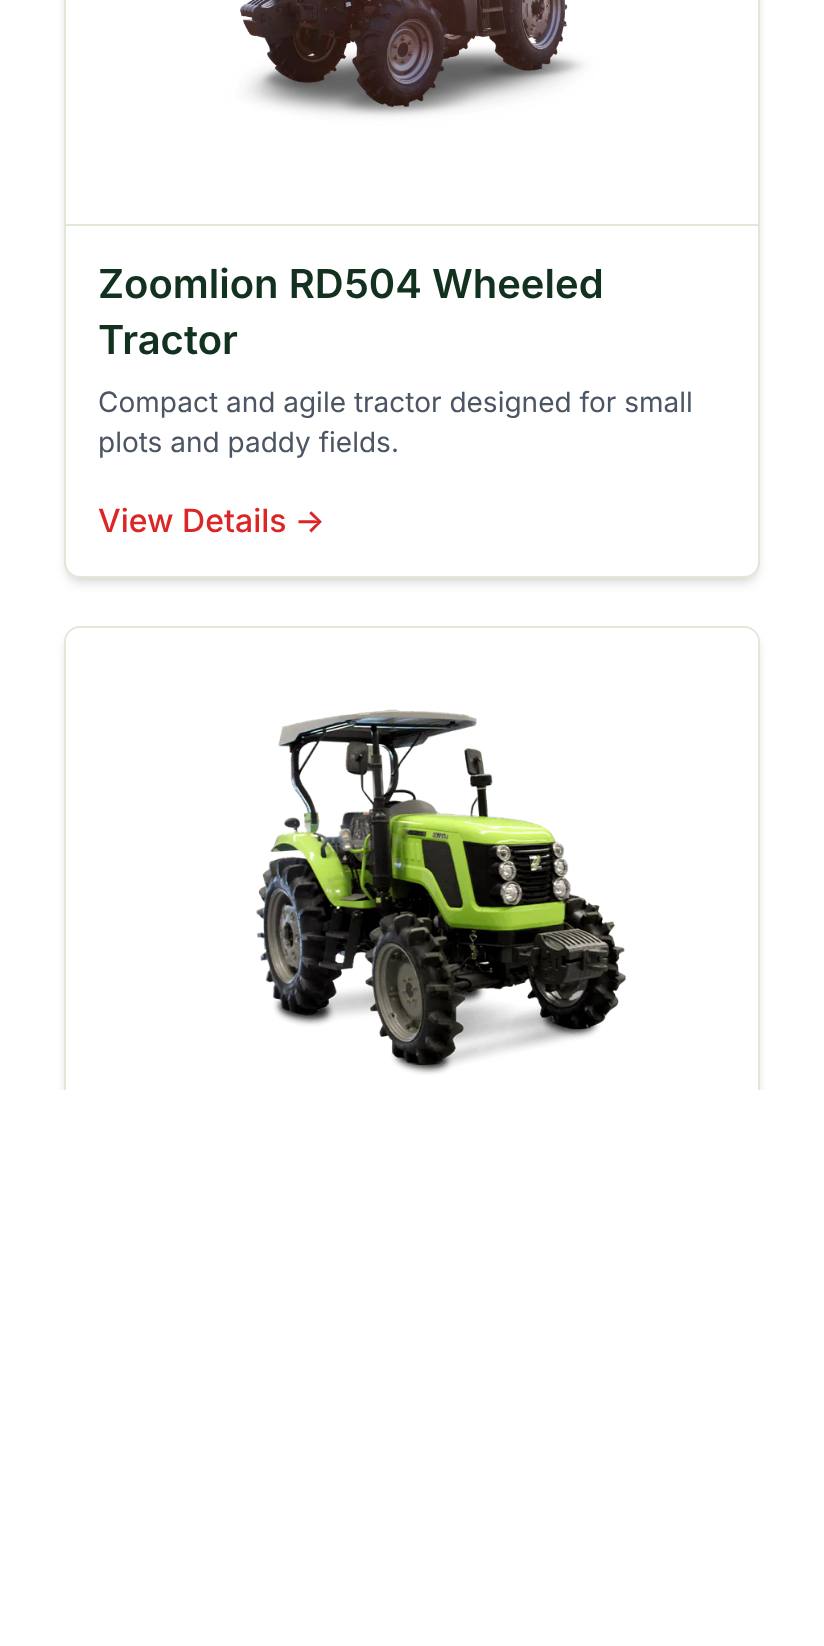 Zoomlion RD504 Wheeled
Tractor
Compact and agile tractor designed for small
plots and paddy fields.
View Details →